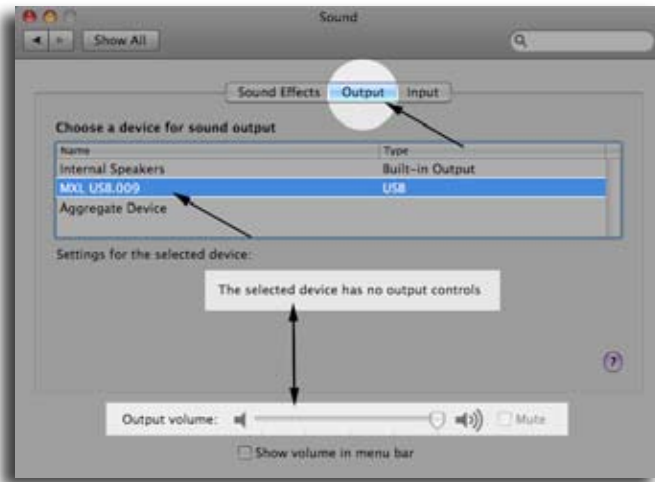 Sound
Show All
Sound Effects Output Input
Choose a device for sound output
Name Type
Internal Speakers Built-in Output
MXL USB.009 USB
Aggregate Device
Settings for the selected device:
The selected device has no output controls
?
Output volume: Mute
Show volume in menu bar